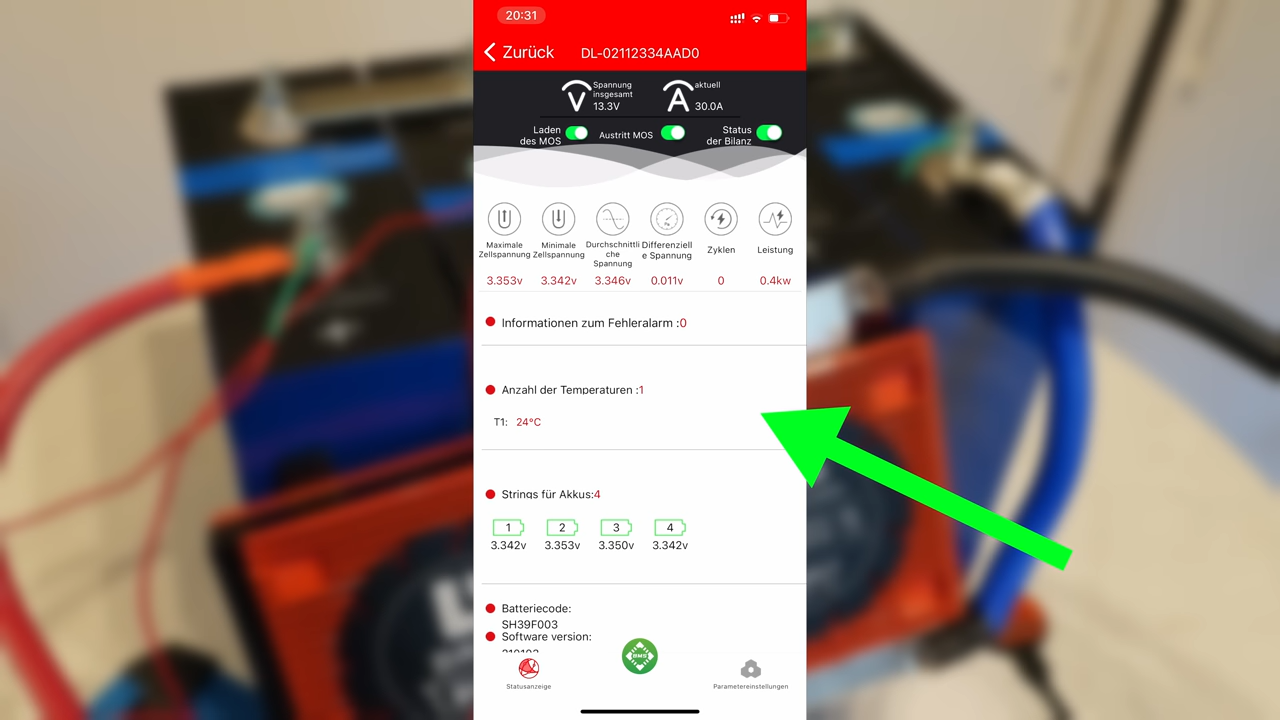 20:31
Zurück
DL-02112334AAD0
Spannung
insgesamt
13.3V
V
aktuell
30.0A
A
Laden
des MOS
Austritt MOS
Status
der Bilanz
Maximale
Zellspannung
Minimale
Zellspannung
Durchschnittli
che
Spannung
Differenziell
e Spannung
Zyklen
Leistung
3.353v
3.342v
3.346v
0.011v
0
0.4kw
Informationen zum Fehleralarm :0
Anzahl der Temperaturen :1
T1: 24°C
Strings für Akkus:4
1
2
3
4
3.342v
3.353v
3.350v
3.342v
Batteriecode:
SH39F003
Software version:
BMS
Statusanzeige
Parametereinstellungen